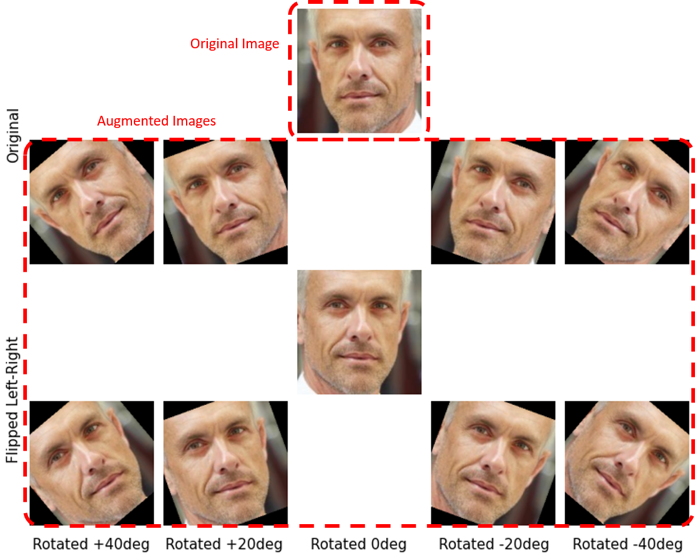 Original Image
Augmented Images
Original
Flipped Left-Right
Rotated +40deg
Rotated +20deg
Rotated 0deg
Rotated -20deg
Rotated -40deg